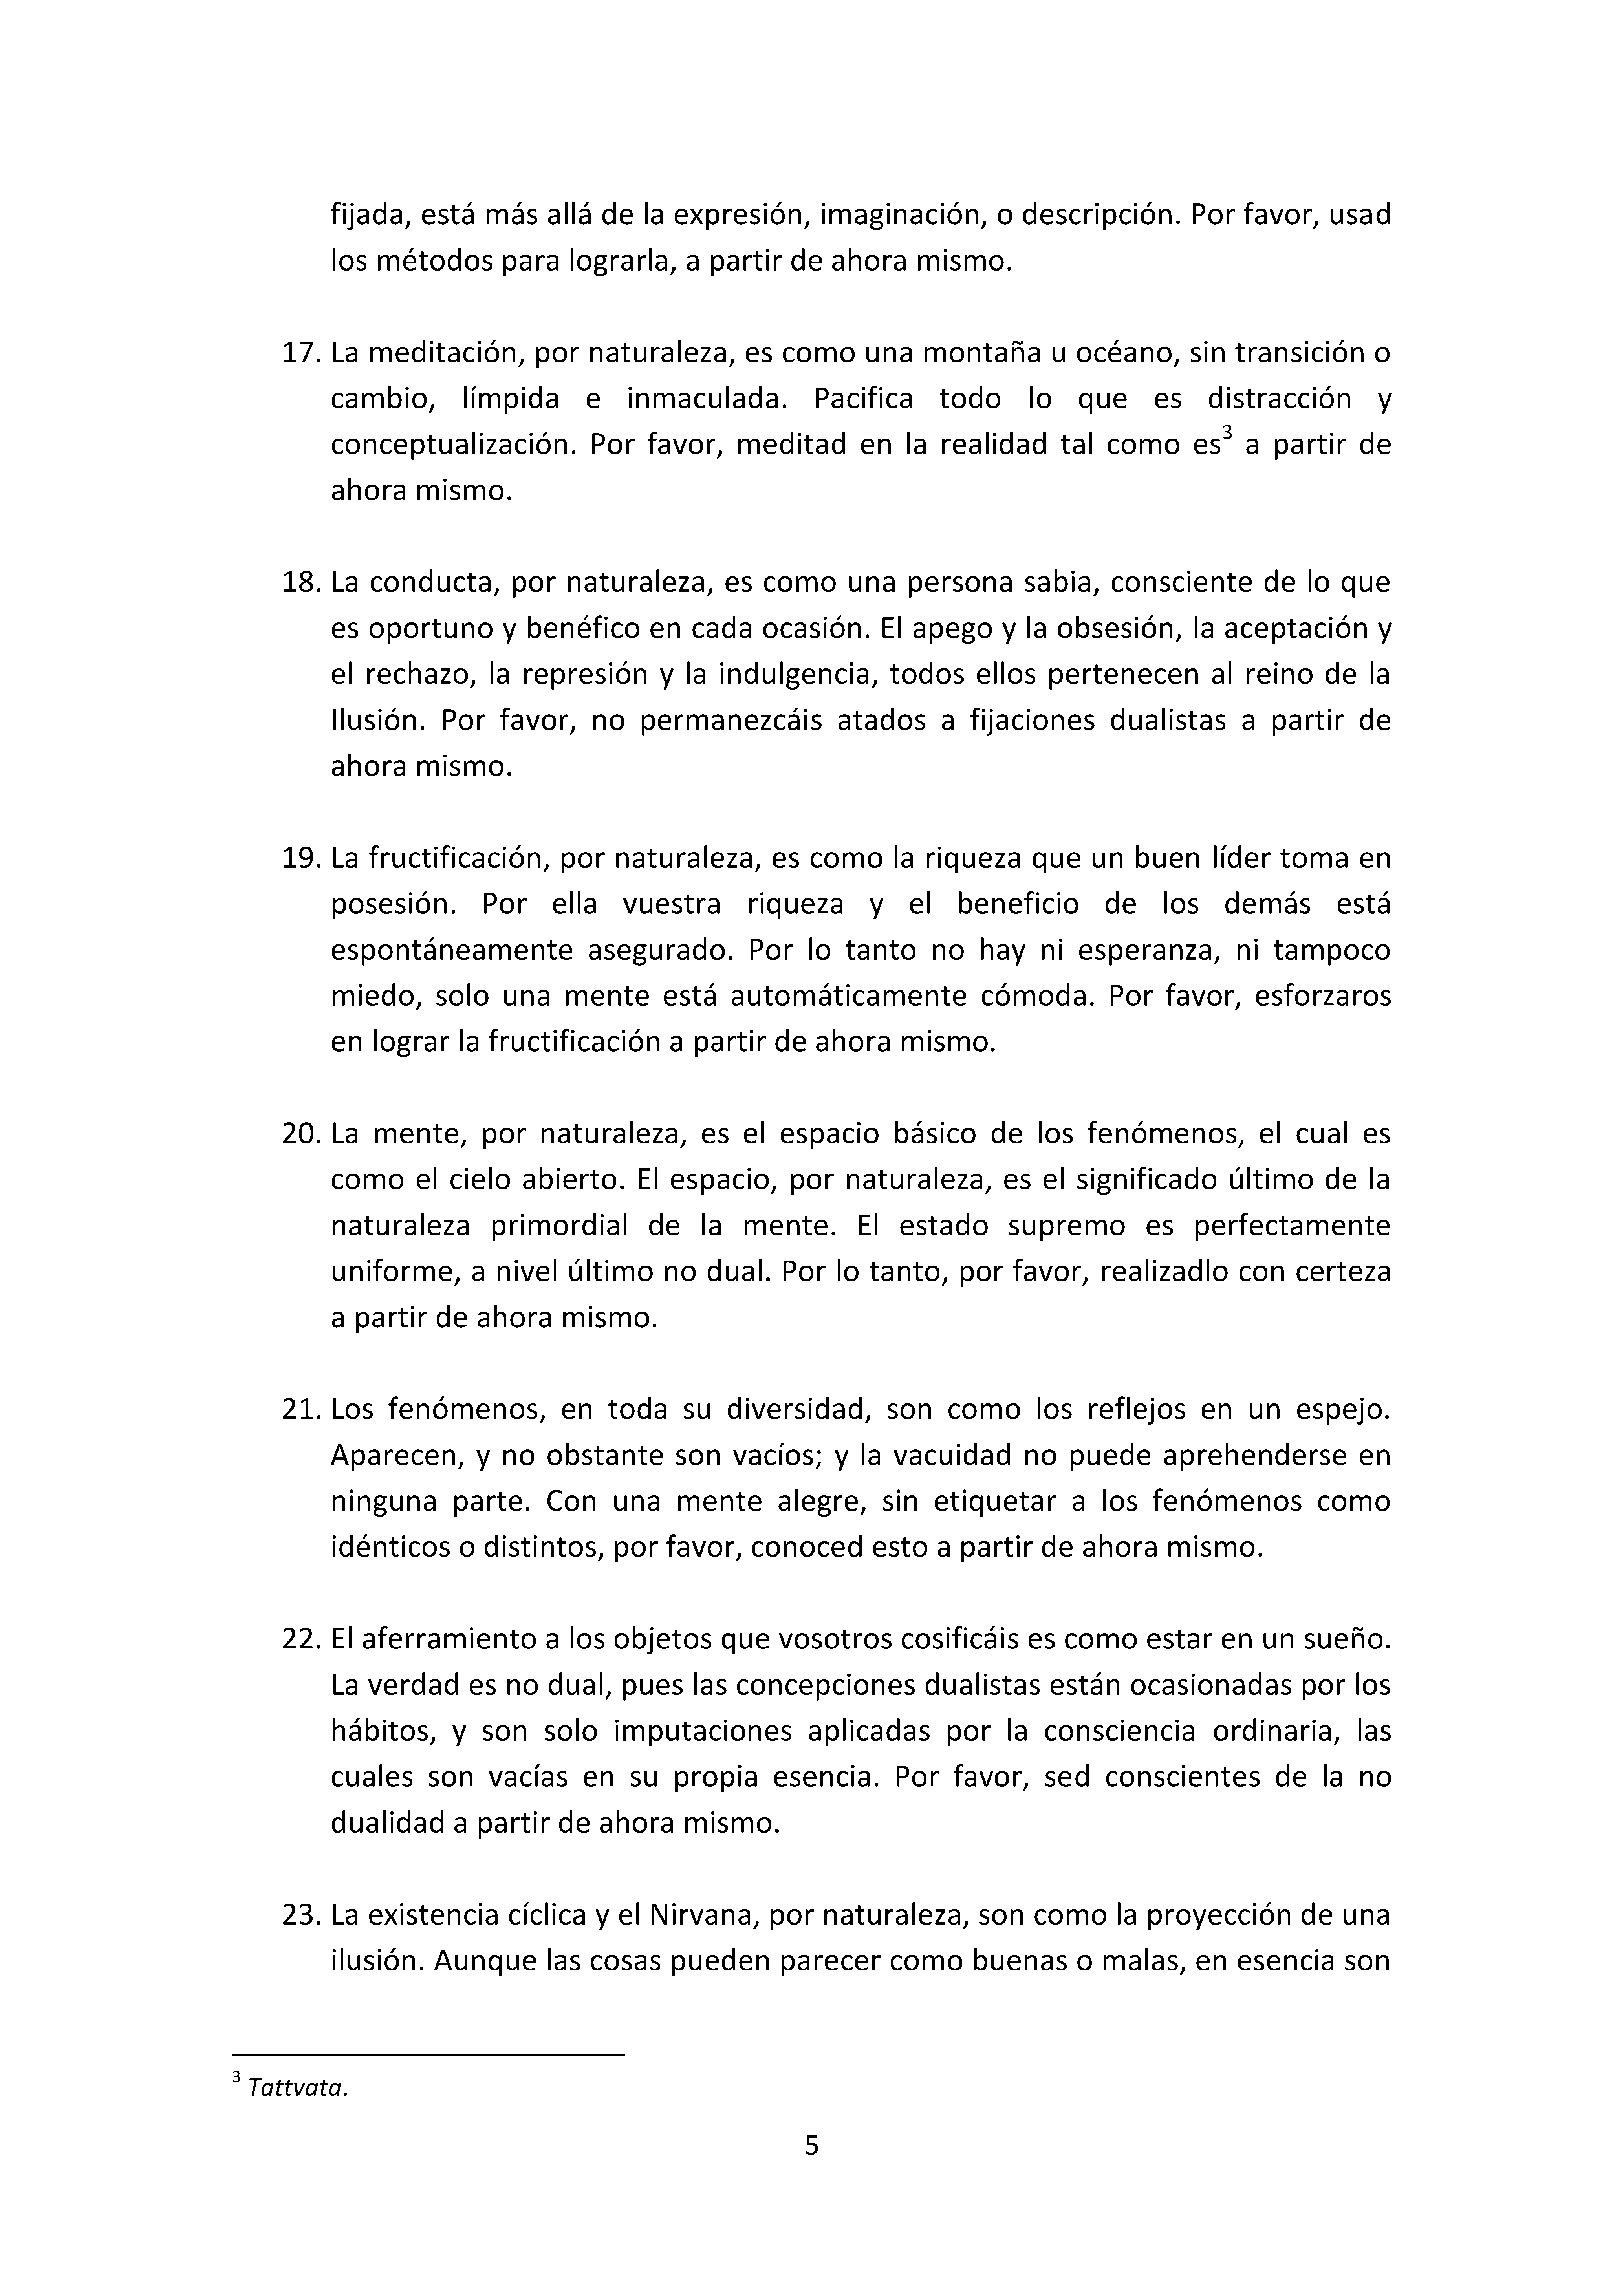 fijada, está más allá de la expresión, imaginación, o descripción. Por favor, usad
los métodos para lograrla, a partir de ahora mismo.
17. La meditación, por naturaleza, es como una montaña u océano, sin transición o
cambio, límpida e inmaculada. Pacifica todo lo que es distracción y
conceptualización. Por favor, meditad en la realidad tal como es³ a partir de
ahora mismo.
18. La conducta, por naturaleza, es como una persona sabia, consciente de lo que
es oportuno y benéfico en cada ocasión. El apego y la obsesión, la aceptación y
el rechazo, la represión y la indulgencia, todos ellos pertenecen al reino de la
Ilusión. Por favor, no permanezcáis atados a fijaciones dualistas a partir de
ahora mismo.
19. La fructificación, por naturaleza, es como la riqueza que un buen líder toma en
posesión. Por ella vuestra riqueza y el beneficio de los demás está
espontáneamente asegurado. Por lo tanto no hay ni esperanza, ni tampoco
miedo, solo una mente está automáticamente cómoda. Por favor, esforzaros
en lograr la fructificación a partir de ahora mismo.
20. La mente, por naturaleza, es el espacio básico de los fenómenos, el cual es
como el cielo abierto. El espacio, por naturaleza, es el significado último de la
naturaleza primordial de la mente. El estado supremo es perfectamente
uniforme, a nivel último no dual. Por lo tanto, por favor, realizadlo con certeza
a partir de ahora mismo.
21. Los fenómenos, en toda su diversidad, son como los reflejos en un espejo.
Aparecen, y no obstante son vacíos; y la vacuidad no puede aprehenderse en
ninguna parte. Con una mente alegre, sin etiquetar a los fenómenos como
idénticos o distintos, por favor, conoced esto a partir de ahora mismo.
22. El aferramiento a los objetos que vosotros cosificáis es como estar en un sueño.
La verdad es no dual, pues las concepciones dualistas están ocasionadas por los
hábitos, y son solo imputaciones aplicadas por la consciencia ordinaria, las
cuales son vacías en su propia esencia. Por favor, sed conscientes de la no
dualidad a partir de ahora mismo.
23. La existencia cíclica y el Nirvana, por naturaleza, son como la proyección de una
ilusión. Aunque las cosas pueden parecer como buenas o malas, en esencia son
³ Tattvata.
5